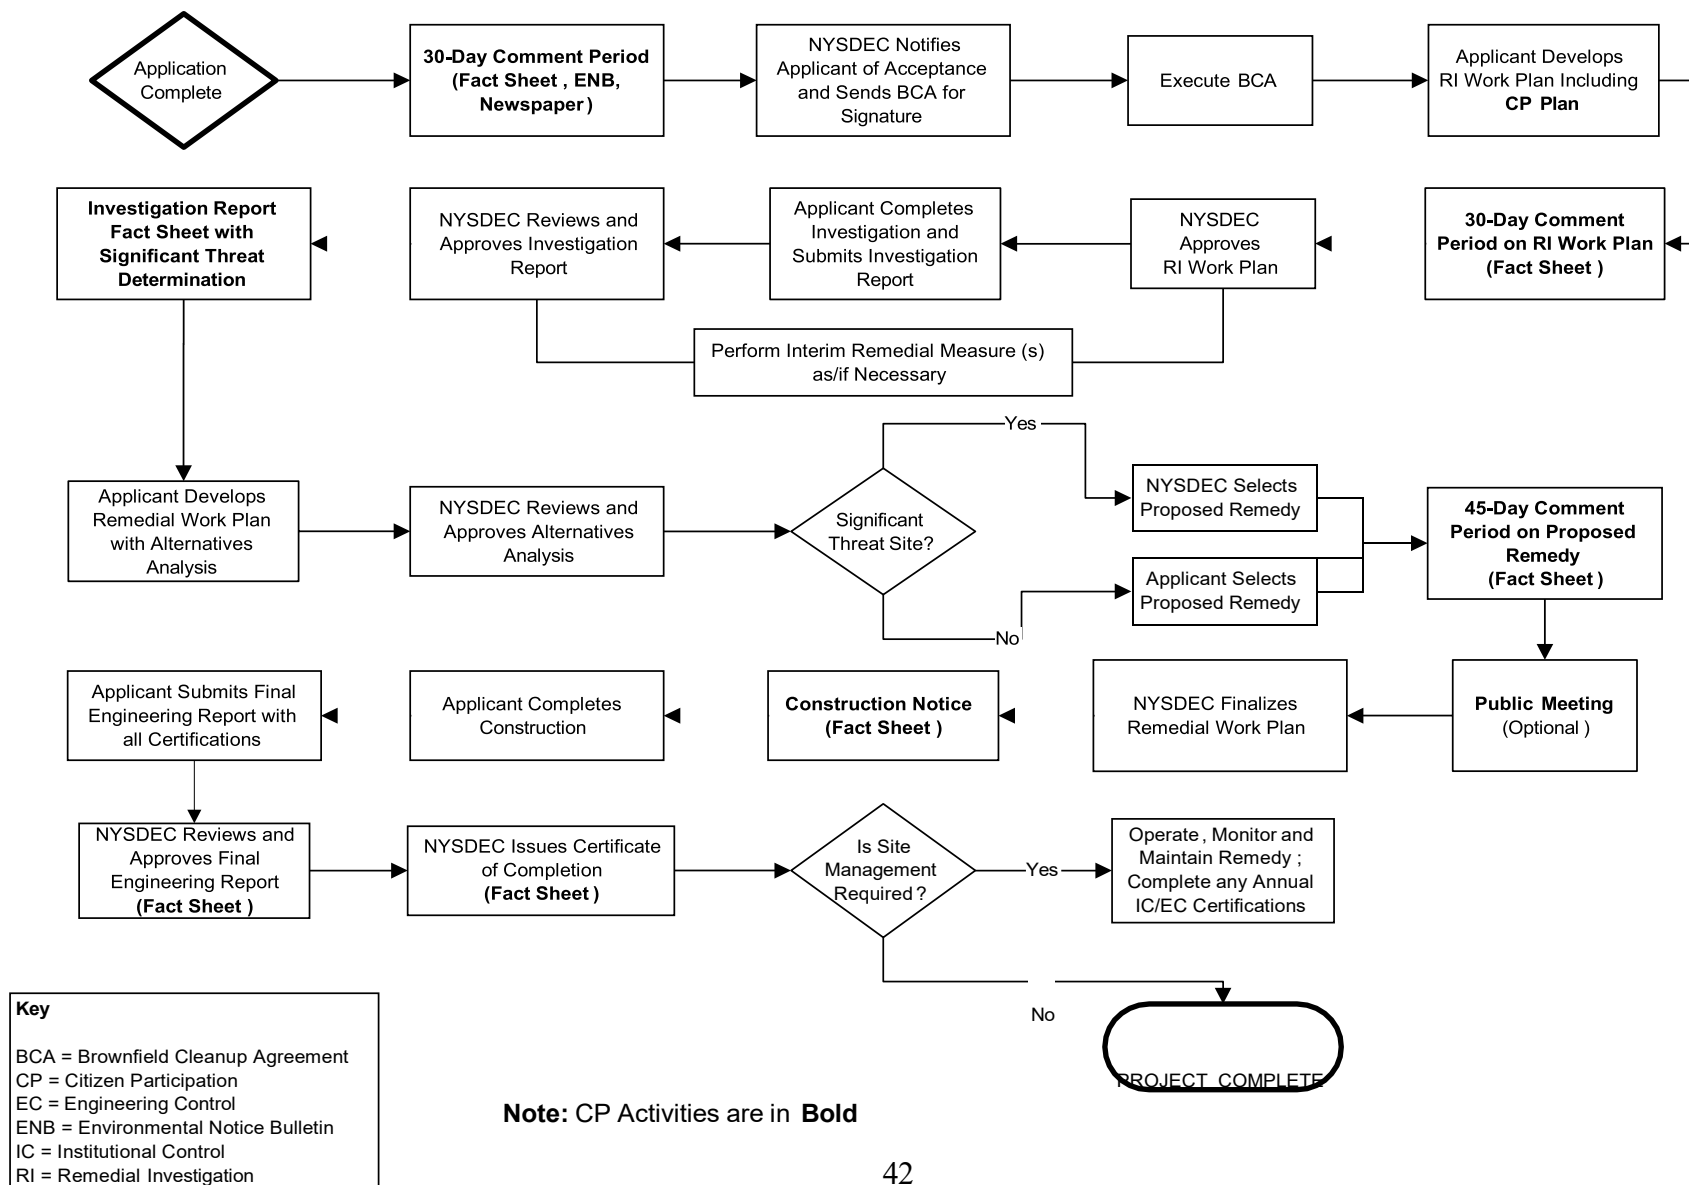 Application
Complete
30-Day Comment Period
(Fact Sheet , ENB,
Newspaper )
NYSDEC Notifies
Applicant of Acceptance
and Sends BCA for
Signature
Execute BCA
Applicant Develops
RI Work Plan Including
CP Plan
Investigation Report
Fact Sheet with
Significant Threat
Determination
NYSDEC Reviews and
Approves Investigation
Report
Applicant Completes
Investigation and
Submits Investigation
Report
NYSDEC
Approves
RI Work Plan
30-Day Comment
Period on RI Work Plan
(Fact Sheet )
Perform Interim Remedial Measure (s)
as/if Necessary
Applicant Develops
Remedial Work Plan
with Alternatives
Analysis
NYSDEC Reviews and
Approves Alternatives
Analysis
Significant
Threat Site?
Yes
No
NYSDEC Selects
Proposed Remedy
Applicant Selects
Proposed Remedy
45-Day Comment
Period on Proposed
Remedy
(Fact Sheet )
Applicant Submits Final
Engineering Report with
all Certifications
Applicant Completes
Construction
Construction Notice
(Fact Sheet )
NYSDEC Finalizes
Remedial Work Plan
Public Meeting
(Optional )
NYSDEC Reviews and
Approves Final
Engineering Report
(Fact Sheet )
NYSDEC Issues Certificate
of Completion
(Fact Sheet )
Is Site
Management
Required ?
Yes
Operate , Monitor and
Maintain Remedy ;
Complete any Annual
IC/EC Certifications
No
PROJECT COMPLETE
Key
BCA = Brownfield Cleanup Agreement
CP = Citizen Participation
EC = Engineering Control
ENB = Environmental Notice Bulletin
IC = Institutional Control
RI = Remedial Investigation
Note: CP Activities are in Bold
42